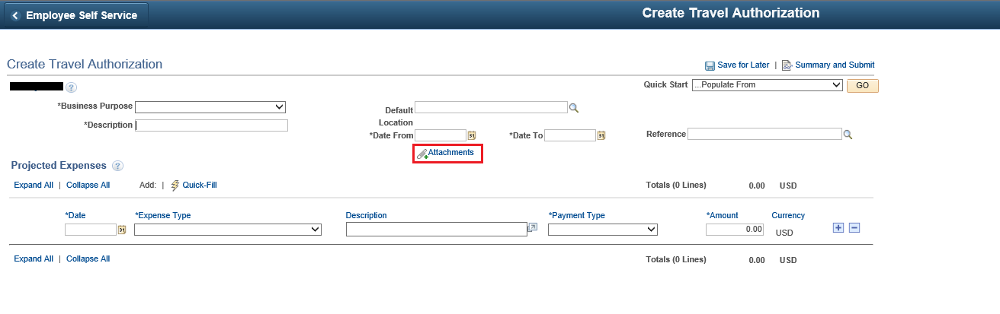 Employee Self Service
Create Travel Authorization
Create Travel Authorization
Save for Later | Summary and Submit
Quick Start ...Populate From GO
*Business Purpose
Default
Location
*Description
*Date From 31 *Date To 31 Reference
Attachments
Projected Expenses ?
Expand All | Collapse All Add: | Quick-Fill Totals (0 Lines) 0.00 USD
*Date *Expense Type Description *Payment Type *Amount Currency
31 0.00 USD
Expand All | Collapse All Totals (0 Lines) 0.00 USD